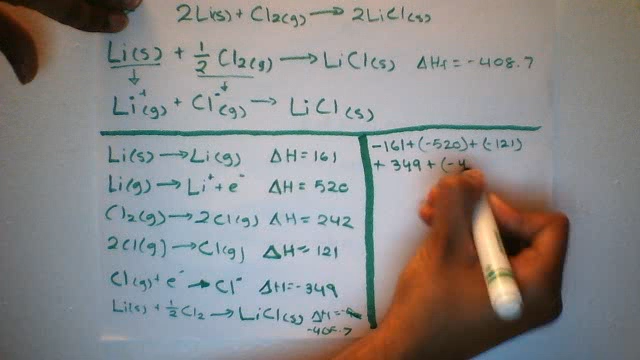 2Li(s) + Cl₂(g) → 2LiCl(s)
Li(s) + 1/2 Cl₂(g) → LiCl(s) ΔHf = -408.7
↓ ↓
Li⁺(g) + Cl⁻(g) → LiCl(s)
Li(s) → Li(g) ΔH = 161
Li(g) → Li⁺ + e⁻ ΔH = 520
Cl₂(g) → 2Cl(g) ΔH = 242
2Cl(g) → Cl(g) ΔH = 121
Cl(g) + e⁻ → Cl⁻ ΔH = -349
Li(s) + 1/2 Cl₂ → LiCl(s) ΔH =
-408.7
-161 + (-520) + (-121)
+ 349 + (-4